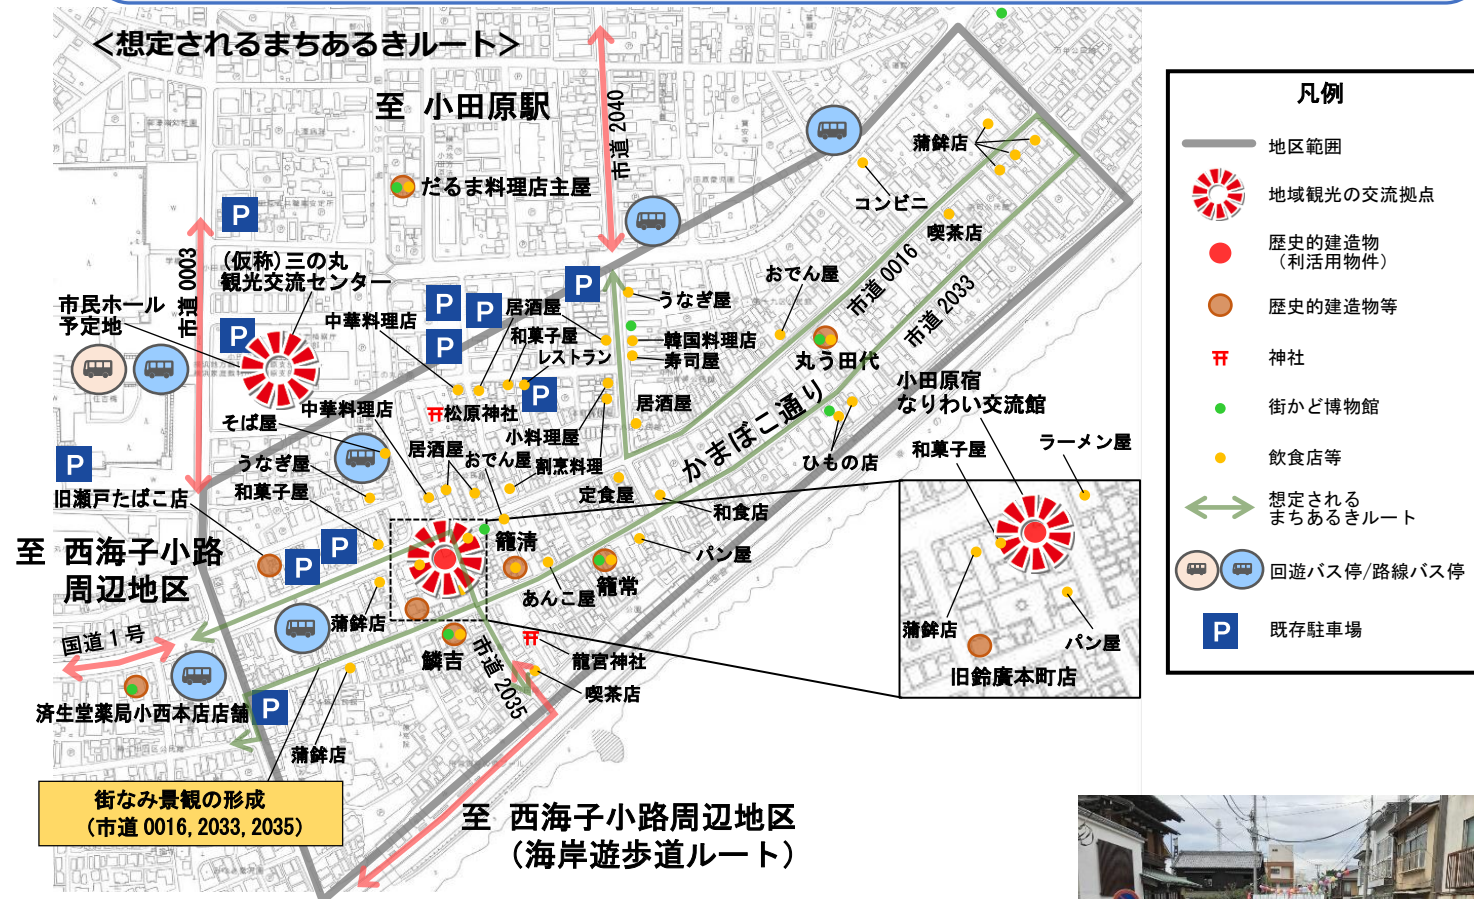 <想定されるまちあるきルート>
至 小田原駅
市道 2040
だるま料理店主屋
蒲鉾店
コンビニ
喫茶店
P
市道 0003
(仮称)三の丸
観光交流センター
市民ホール
予定地
P
P
P
P
P
中華料理店
居酒屋
和菓子屋
レストラン
うなぎ屋
韓国料理店
寿司屋
おでん屋
市道 0016
市道 2033
丸う田代
P
松原神社
小料理屋
居酒屋
かまぼこ通り
小田原宿
なりわい交流館
中華料理店
そば屋
うなぎ屋
和菓子屋
居酒屋
おでん屋
割烹料理
定食屋
和食店
ひもの店
和菓子屋
ラーメン屋
P
旧瀬戸たばこ店
P
P
至 西海子小路
周辺地区
籠清
籠常
パン屋
あんこ屋
蒲鉾店
鱗吉
龍宮神社
喫茶店
市道 2035
蒲鉾店
パン屋
旧鈴廣本町店
国道1号
済生堂薬局小西本店店舗
P
蒲鉾店
街なみ景観の形成
(市道 0016, 2033, 2035)
至 西海子小路周辺地区
(海岸遊歩道ルート)
凡例
地区範囲
地域観光の交流拠点
歴史的建造物
(利活用物件)
歴史的建造物等
神社
街かど博物館
飲食店等
想定される
まちあるきルート
回遊バス停/路線バス停
P
既存駐車場